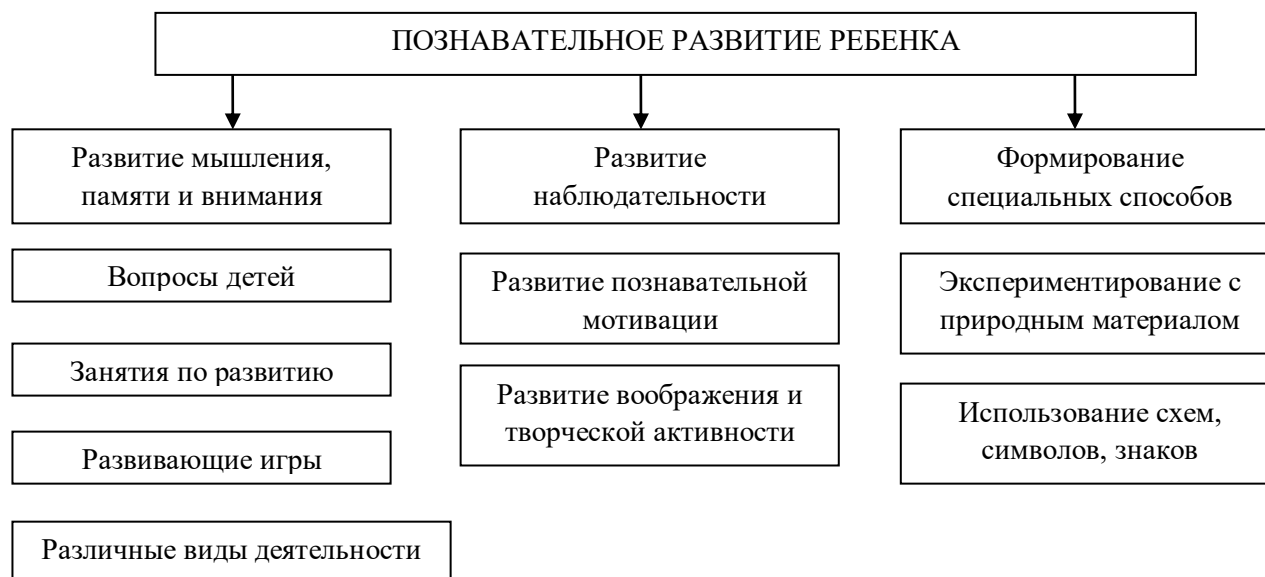 ПОЗНАВАТЕЛЬНОЕ РАЗВИТИЕ РЕБЕНКА
Развитие мышления,
памяти и внимания
Вопросы детей
Занятия по развитию
Развивающие игры
Различные виды деятельности
Развитие
наблюдательности
Развитие познавательной
мотивации
Развитие воображения и
творческой активности
Формирование
специальных способов
Экспериментирование с
природным материалом
Использование схем,
символов, знаков